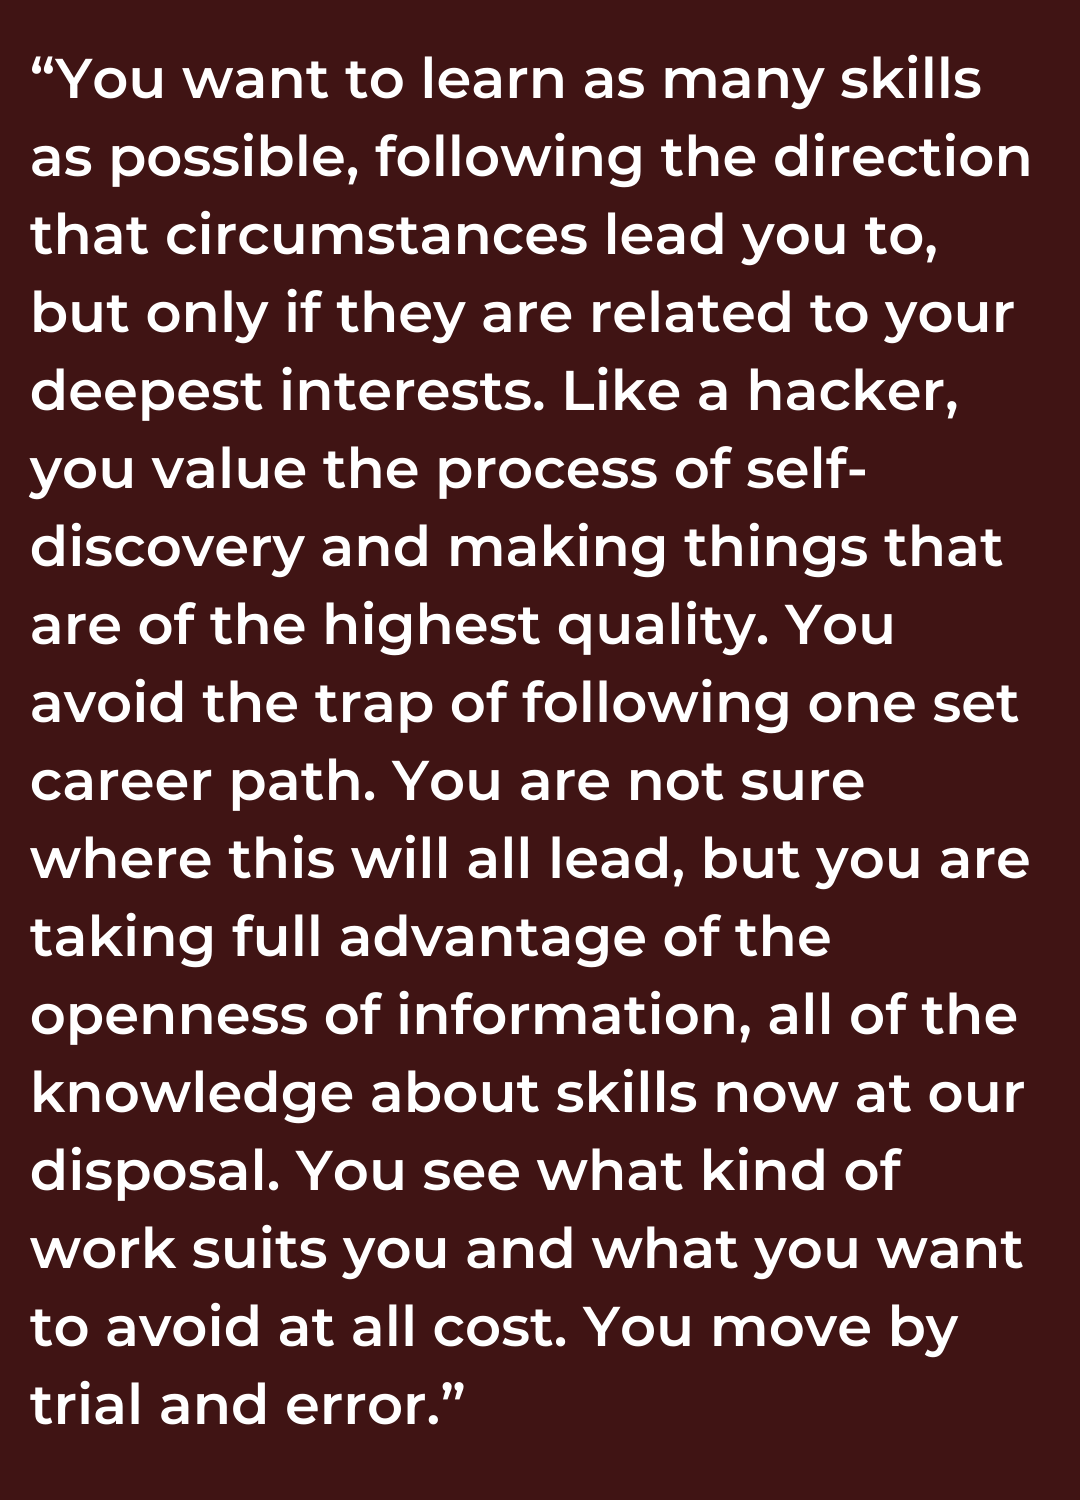 “You want to learn as many skills
as possible, following the direction
that circumstances lead you to,
but only if they are related to your
deepest interests. Like a hacker,
you value the process of self-
discovery and making things that
are of the highest quality. You
avoid the trap of following one set
career path. You are not sure
where this will all lead, but you are
taking full advantage of the
openness of information, all of the
knowledge about skills now at our
disposal. You see what kind of
work suits you and what you want
to avoid at all cost. You move by
trial and error.”